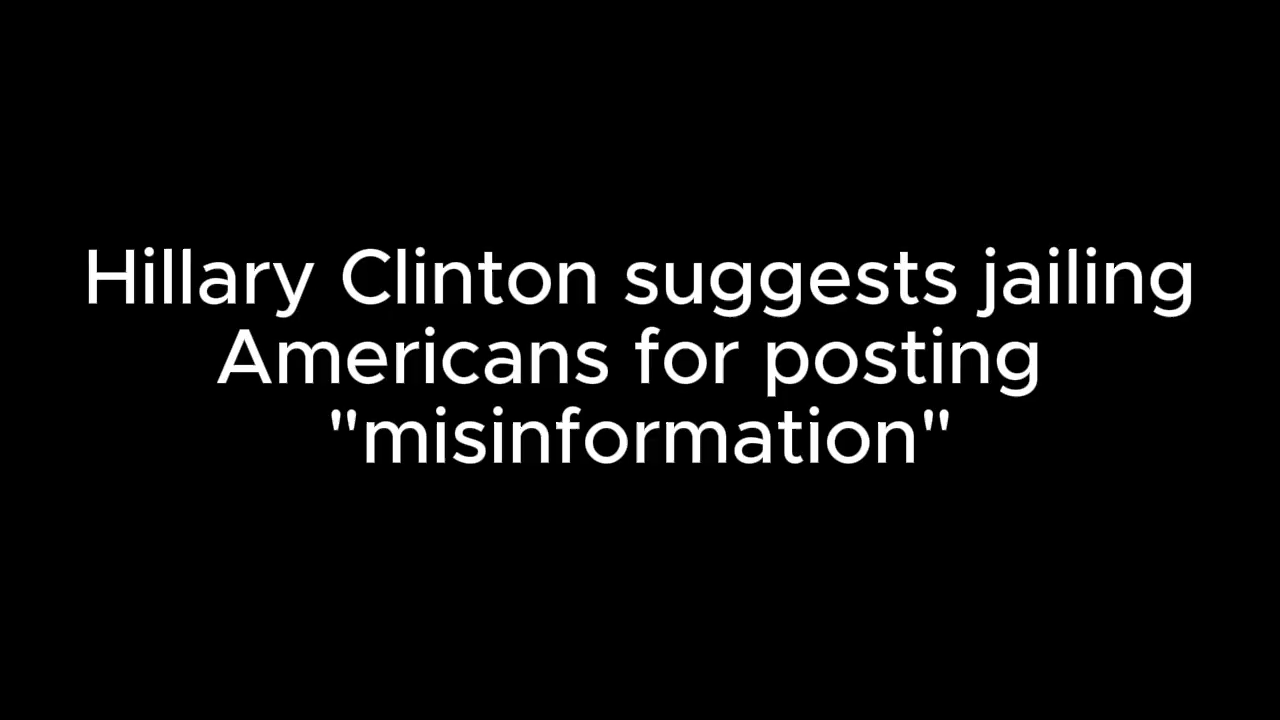 Hillary Clinton suggests jailing
Americans for posting
"misinformation"